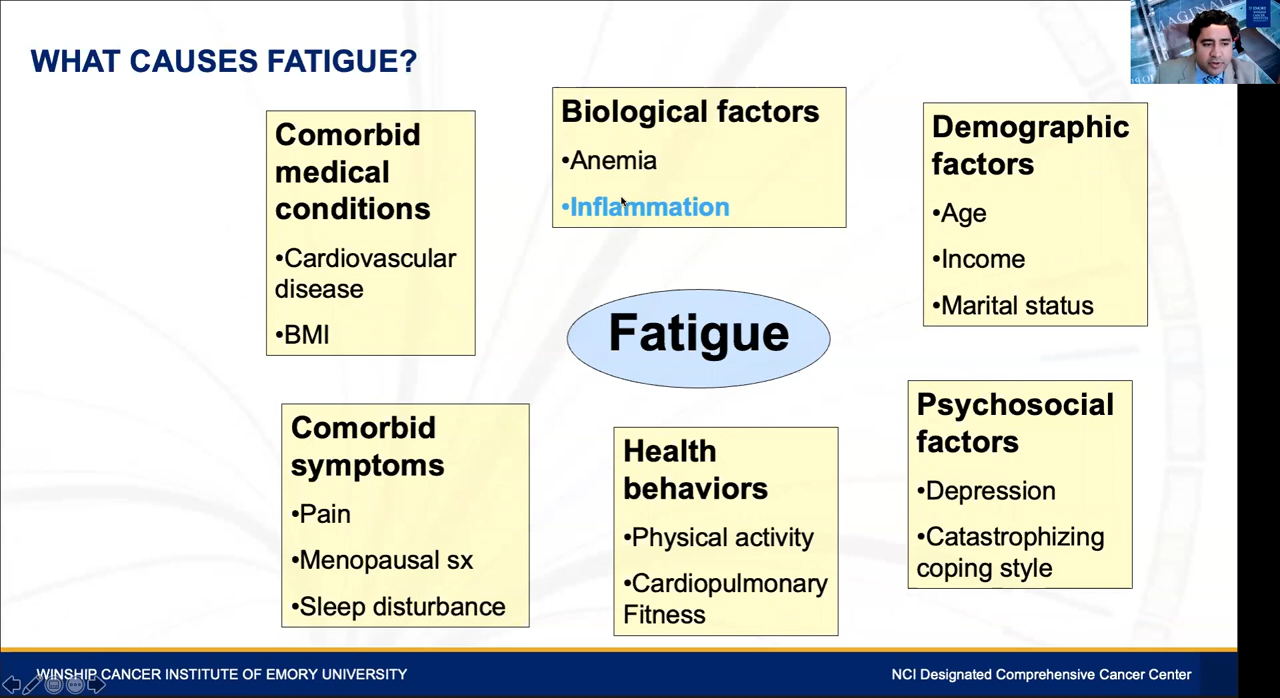 WHAT CAUSES FATIGUE?
Comorbid
medical
conditions
•Cardiovascular
disease
•BMI
Biological factors
•Anemia
•Inflammation
Demographic
factors
•Age
•Income
•Marital status
Fatigue
Comorbid
symptoms
•Pain
•Menopausal sx
•Sleep disturbance
Health
behaviors
•Physical activity
•Cardiopulmonary
Fitness
Psychosocial
factors
•Depression
•Catastrophizing
coping style
WINSHIP CANCER INSTITUTE OF EMORY UNIVERSITY
NCI Designated Comprehensive Cancer Center
EMORY